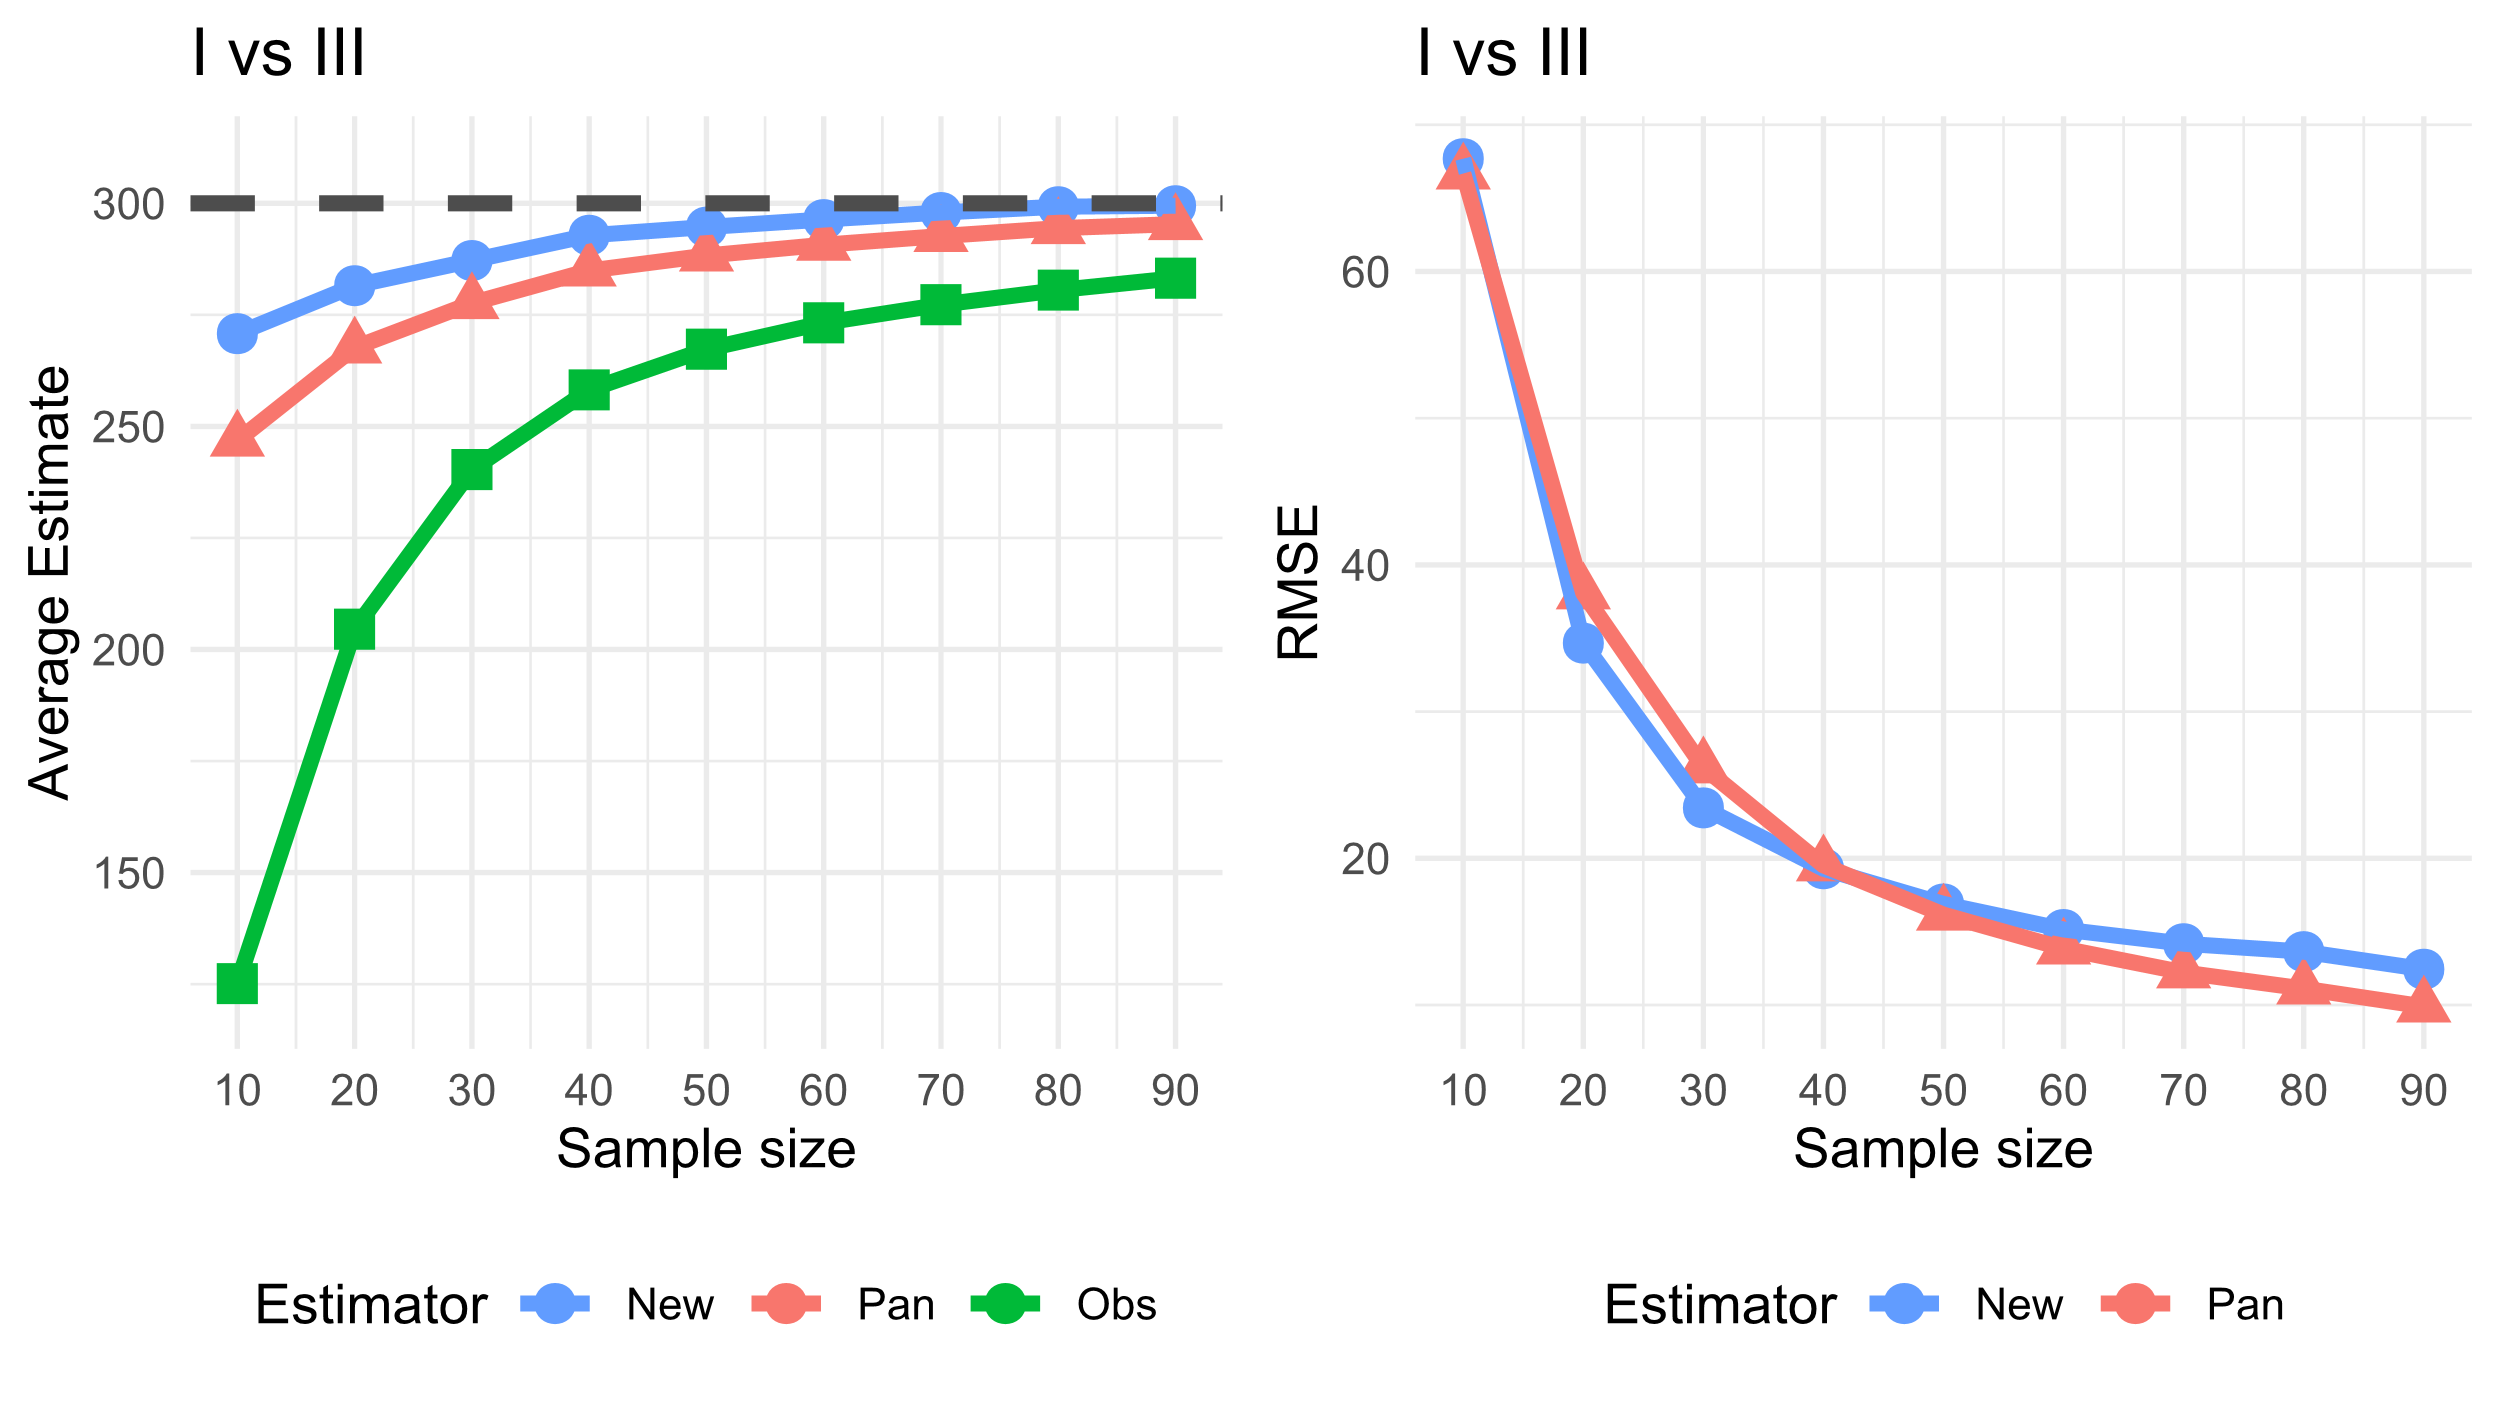 I vs III
Average Estimate
300
250
200
150
10 20 30 40 50 60 70 80 90
Sample size
Estimator New Pan Obs
I vs III
RMSE
60
40
20
10 20 30 40 50 60 70 80 90
Sample size
Estimator New Pan